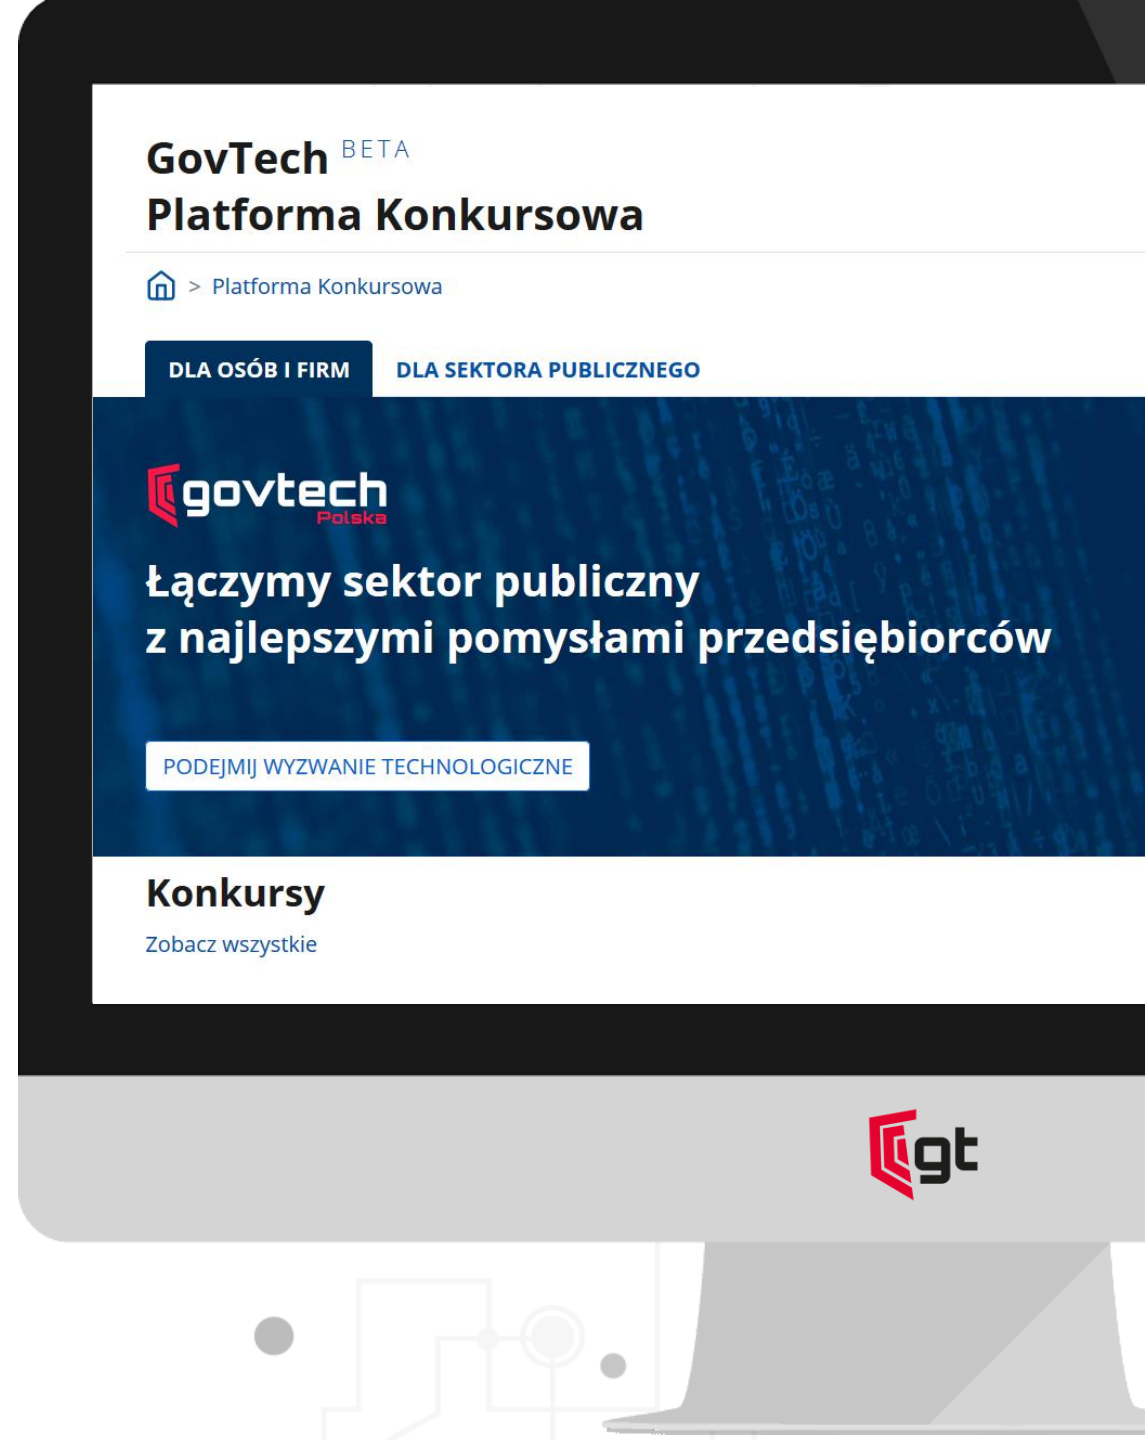 GovTech BETA
Platforma Konkursowa
> Platforma Konkursowa
DLA OSÓB I FIRM DLA SEKTORA PUBLICZNEGO
govtech
Polska
Łączymy sektor publiczny
z najlepszymi pomysłami przedsiębiorców
PODEJMIJ WYZWANIE TECHNOLOGICZNE
Konkursy
Zobacz wszystkie
gt